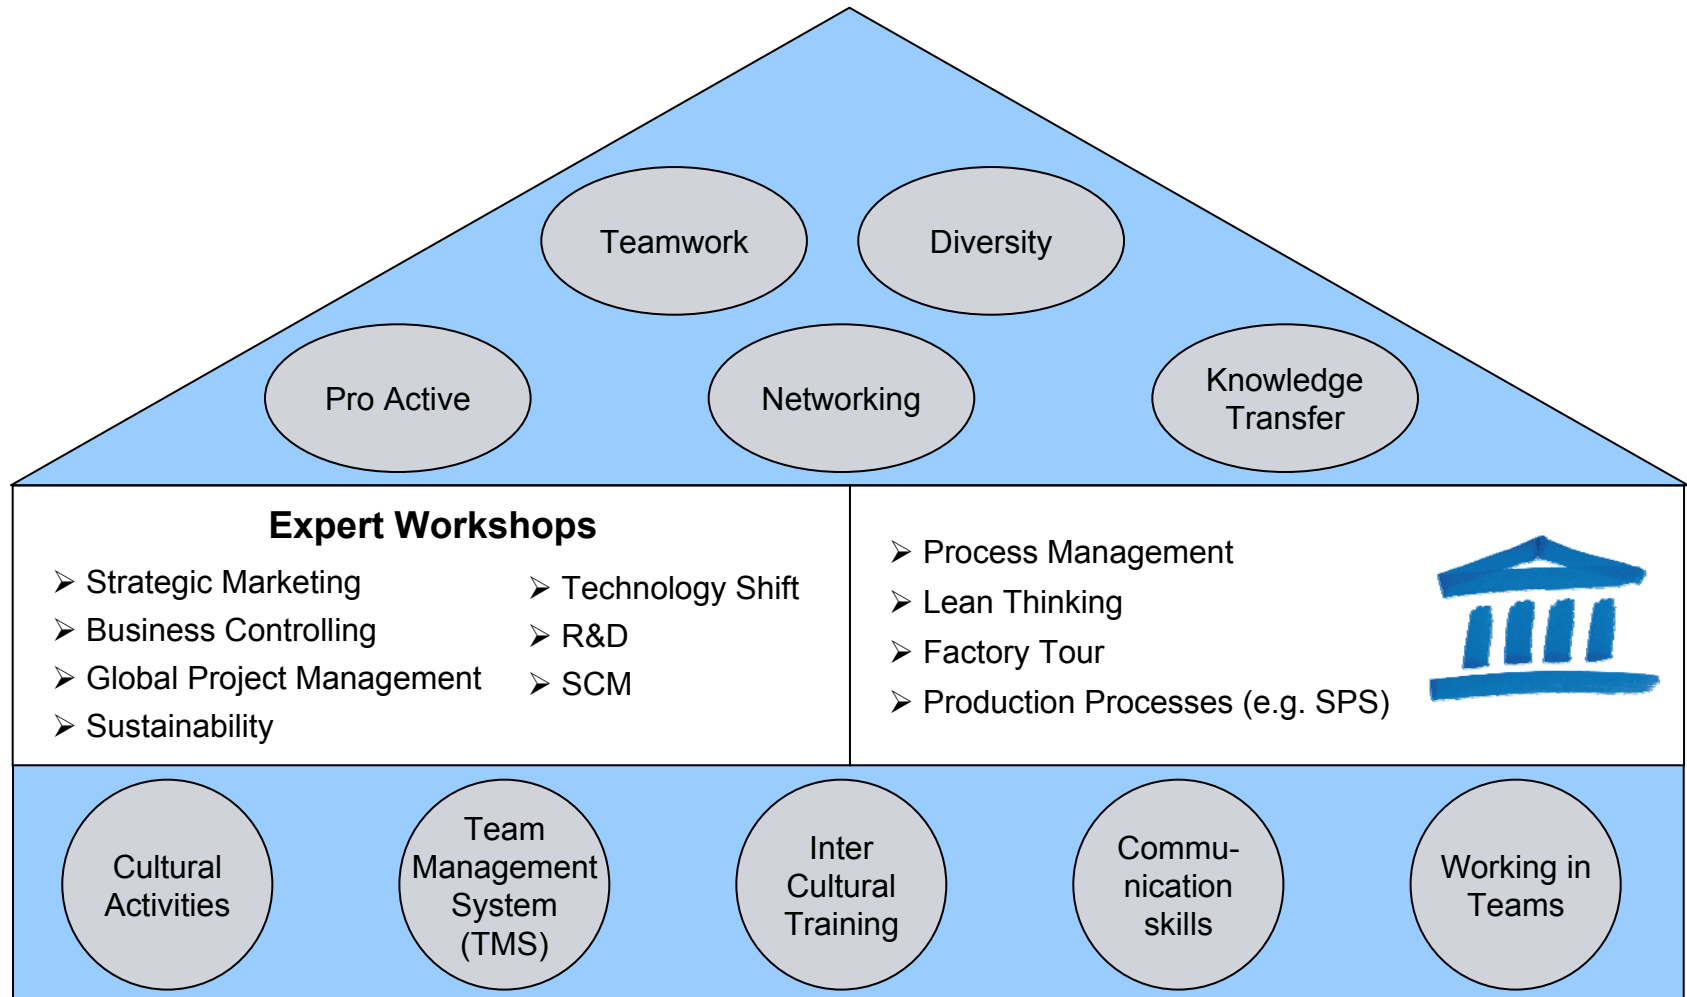 Teamwork
Diversity
Pro Active
Networking
Knowledge
Transfer
Expert Workshops
➢ Strategic Marketing
➢ Business Controlling
➢ Global Project Management
➢ Sustainability
➢ Technology Shift
➢ R&D
➢ SCM
➢ Process Management
➢ Lean Thinking
➢ Factory Tour
➢ Production Processes (e.g. SPS)
Cultural
Activities
Team
Management
System
(TMS)
Inter
Cultural
Training
Commu-
nication
skills
Working in
Teams